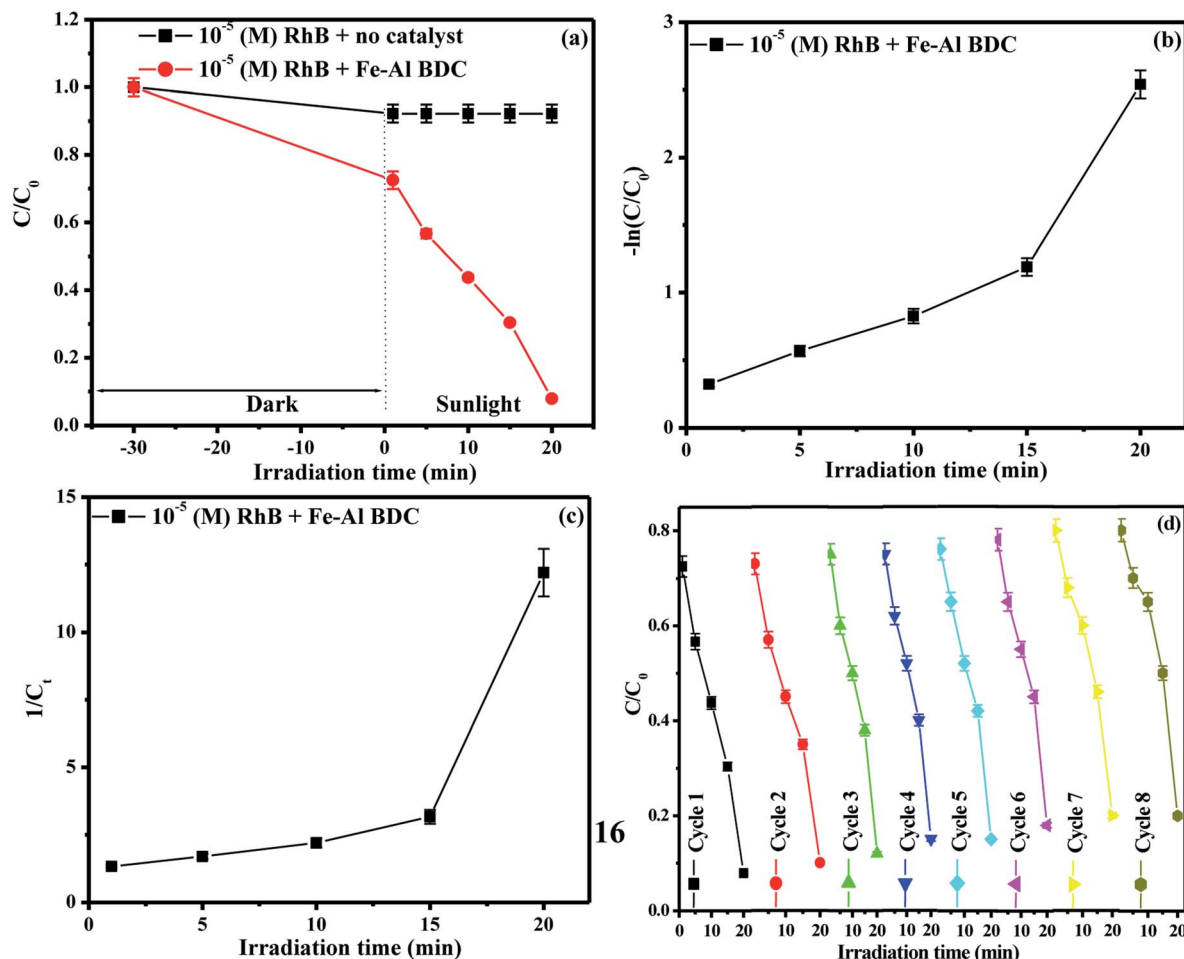 (a)
10⁻⁵ (M) RhB + no catalyst
10⁻⁵ (M) RhB + Fe-Al BDC
1.2
1.0
0.8
0.6
0.4
0.2
0.0
C/C₀
Dark
Sunlight
-30 -20 -10 0 10 20
Irradiation time (min)
(b)
10⁻⁵ (M) RhB + Fe-Al BDC
3
2
1
0
-ln(C/C₀)
0 5 10 15 20
Irradiation time (min)
(c)
10⁻⁵ (M) RhB + Fe-Al BDC
15
10
5
0
1/Cₜ
0 5 10 15 20
Irradiation time (min)
16
(d)
0.8
0.6
0.4
0.2
0.0
C/C₀
Cycle 1
Cycle 2
Cycle 3
Cycle 4
Cycle 5
Cycle 6
Cycle 7
Cycle 8
0 10 20 10 20 10 20 10 20 10 20 10 20 10 20 10 20
Irradiation time (min)